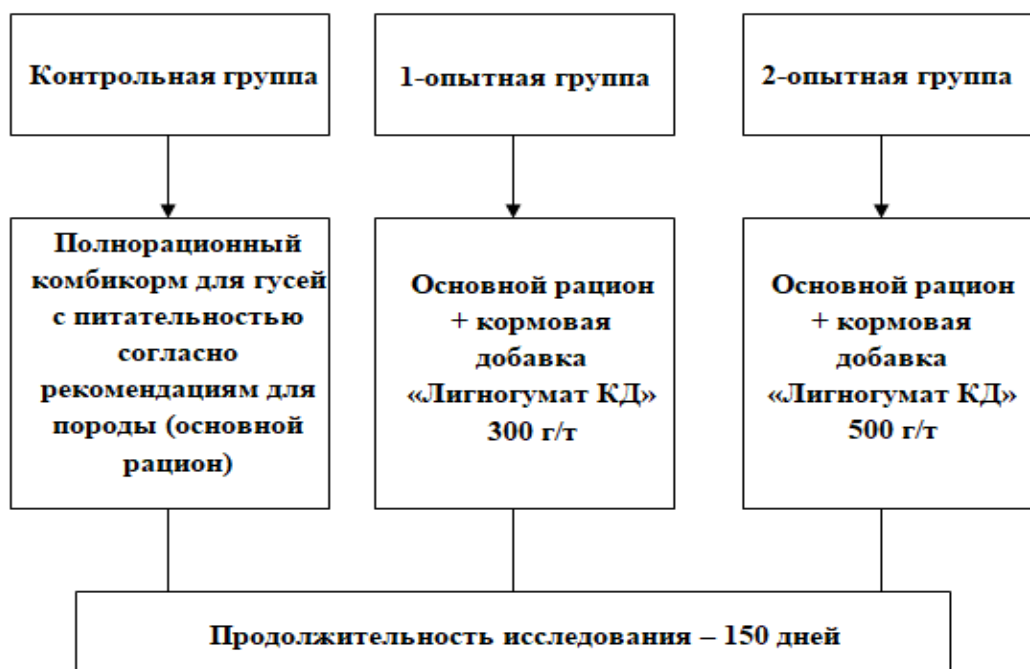 Контрольная группа
1-опытная группа
2-опытная группа
Полнорационный
комбикорм для гусей
с питательностью
согласно
рекомендациям для
породы (основной
рацион)
Основной рацион
+ кормовая
добавка
«Лигногумат КД»
300 г/т
Основной рацион
+ кормовая
добавка
«Лигногумат КД»
500 г/т
Продолжительность исследования – 150 дней